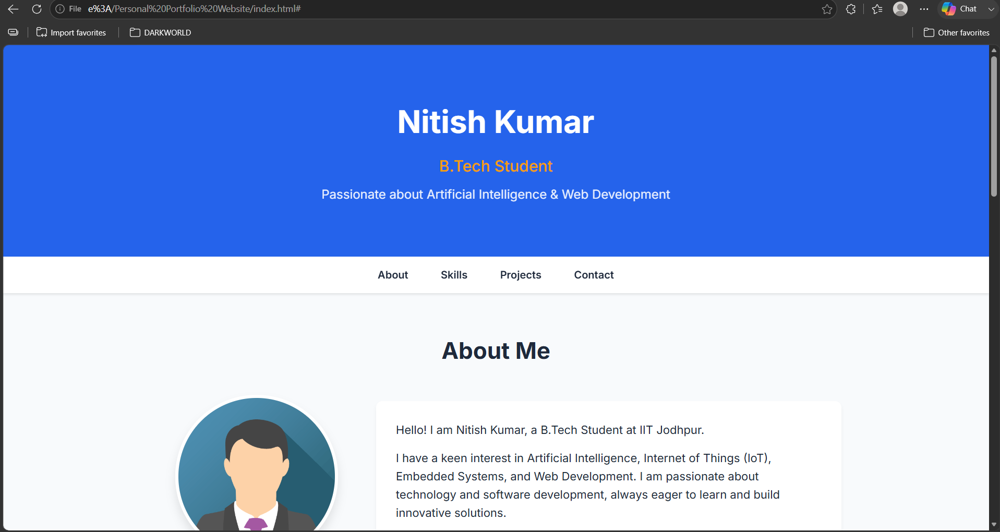 File e%3A/Personal%20Portfolio%20Website/index.html#
Chat
Import favorites
DARKWORLD
Other favorites
Nitish Kumar
B.Tech Student
Passionate about Artificial Intelligence & Web Development
About Skills Projects Contact
About Me
Hello! I am Nitish Kumar, a B.Tech Student at IIT Jodhpur.
I have a keen interest in Artificial Intelligence, Internet of Things (IoT),
Embedded Systems, and Web Development. I am passionate about
technology and software development, always eager to learn and build
innovative solutions.